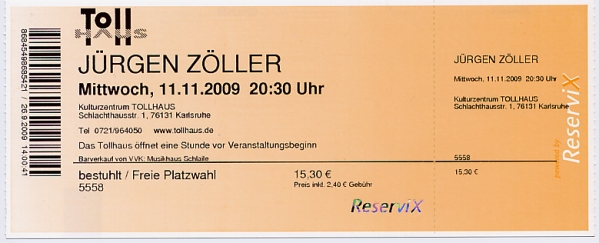 Toll
HAUS
JÜRGEN ZÖLLER
Mittwoch, 11.11.2009 20:30 Uhr
Kulturzentrum TOLLHAUS
Schlachthausstr. 1, 76131 Karlsruhe
Tel 0721/964050 www.tollhaus.de
Das Tollhaus öffnet eine Stunde vor Veranstaltungsbeginn
Barverkauf von VVK: Musikhaus Schlaile
bestuhlt / Freie Platzwahl 15,30 €
5558 Preis inkl. 2,40 € Gebühr
ReserviX
86845498685421 / 26.9.2009 14:00:41
JÜRGEN ZÖLLER
Mittwoch, 11.11.2009 20:30 Uhr
Kulturzentrum TOLLHAUS
Schlachthausstr. 1, 76131 Karlsruhe
5558
15,30 €
powered by
ReserviX